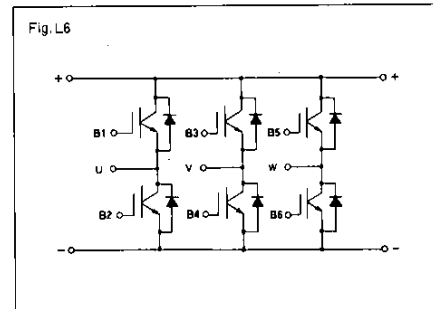 Fig. L6
+ +
B1 B3 B5
U V W
B2 B4 B6
− −